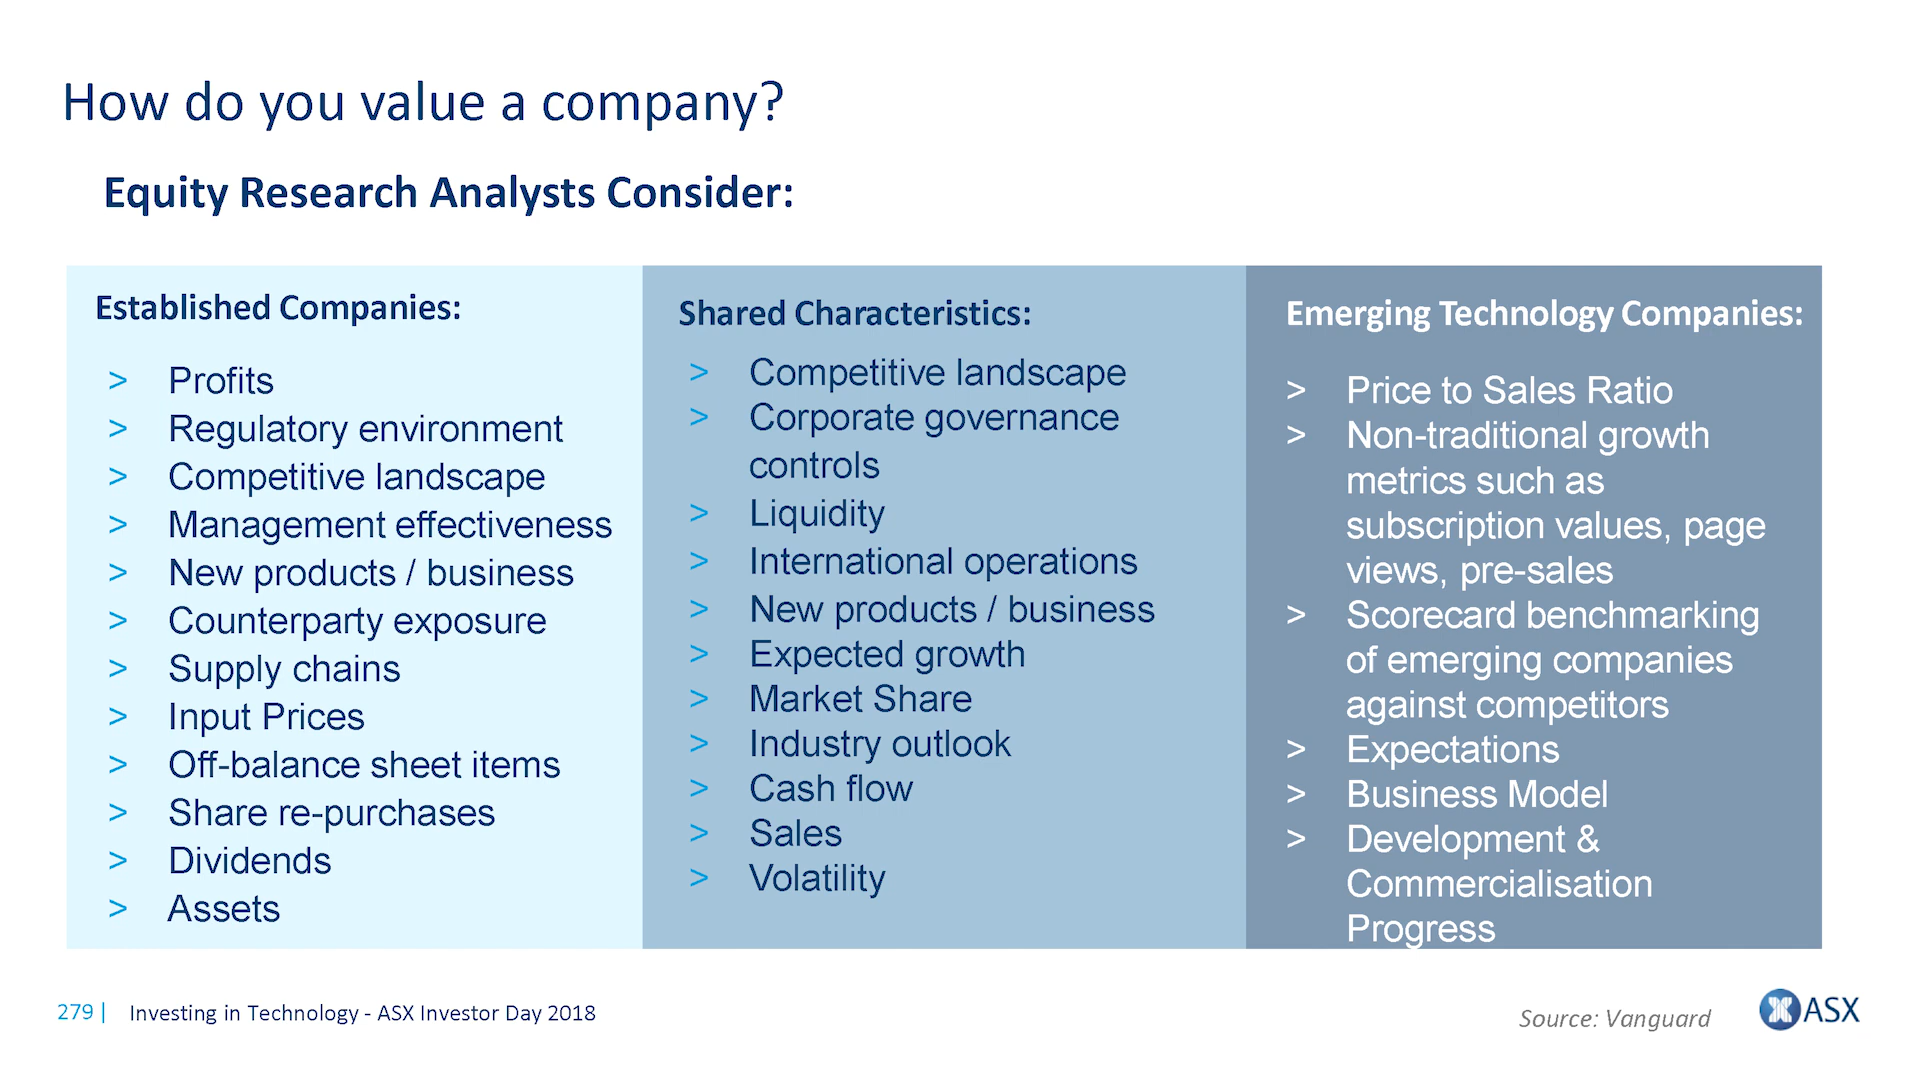 How do you value a company?
Equity Research Analysts Consider:
Established Companies:
> Profits
> Regulatory environment
> Competitive landscape
> Management effectiveness
> New products / business
> Counterparty exposure
> Supply chains
> Input Prices
> Off-balance sheet items
> Share re-purchases
> Dividends
> Assets
Shared Characteristics:
> Competitive landscape
> Corporate governance
controls
> Liquidity
> International operations
> New products / business
> Expected growth
> Market Share
> Industry outlook
> Cash flow
> Sales
> Volatility
Emerging Technology Companies:
> Price to Sales Ratio
> Non-traditional growth
metrics such as
subscription values, page
views, pre-sales
> Scorecard benchmarking
of emerging companies
against competitors
> Expectations
> Business Model
> Development &
Commercialisation
Progress
279 | Investing in Technology - ASX Investor Day 2018
Source: Vanguard
ASX